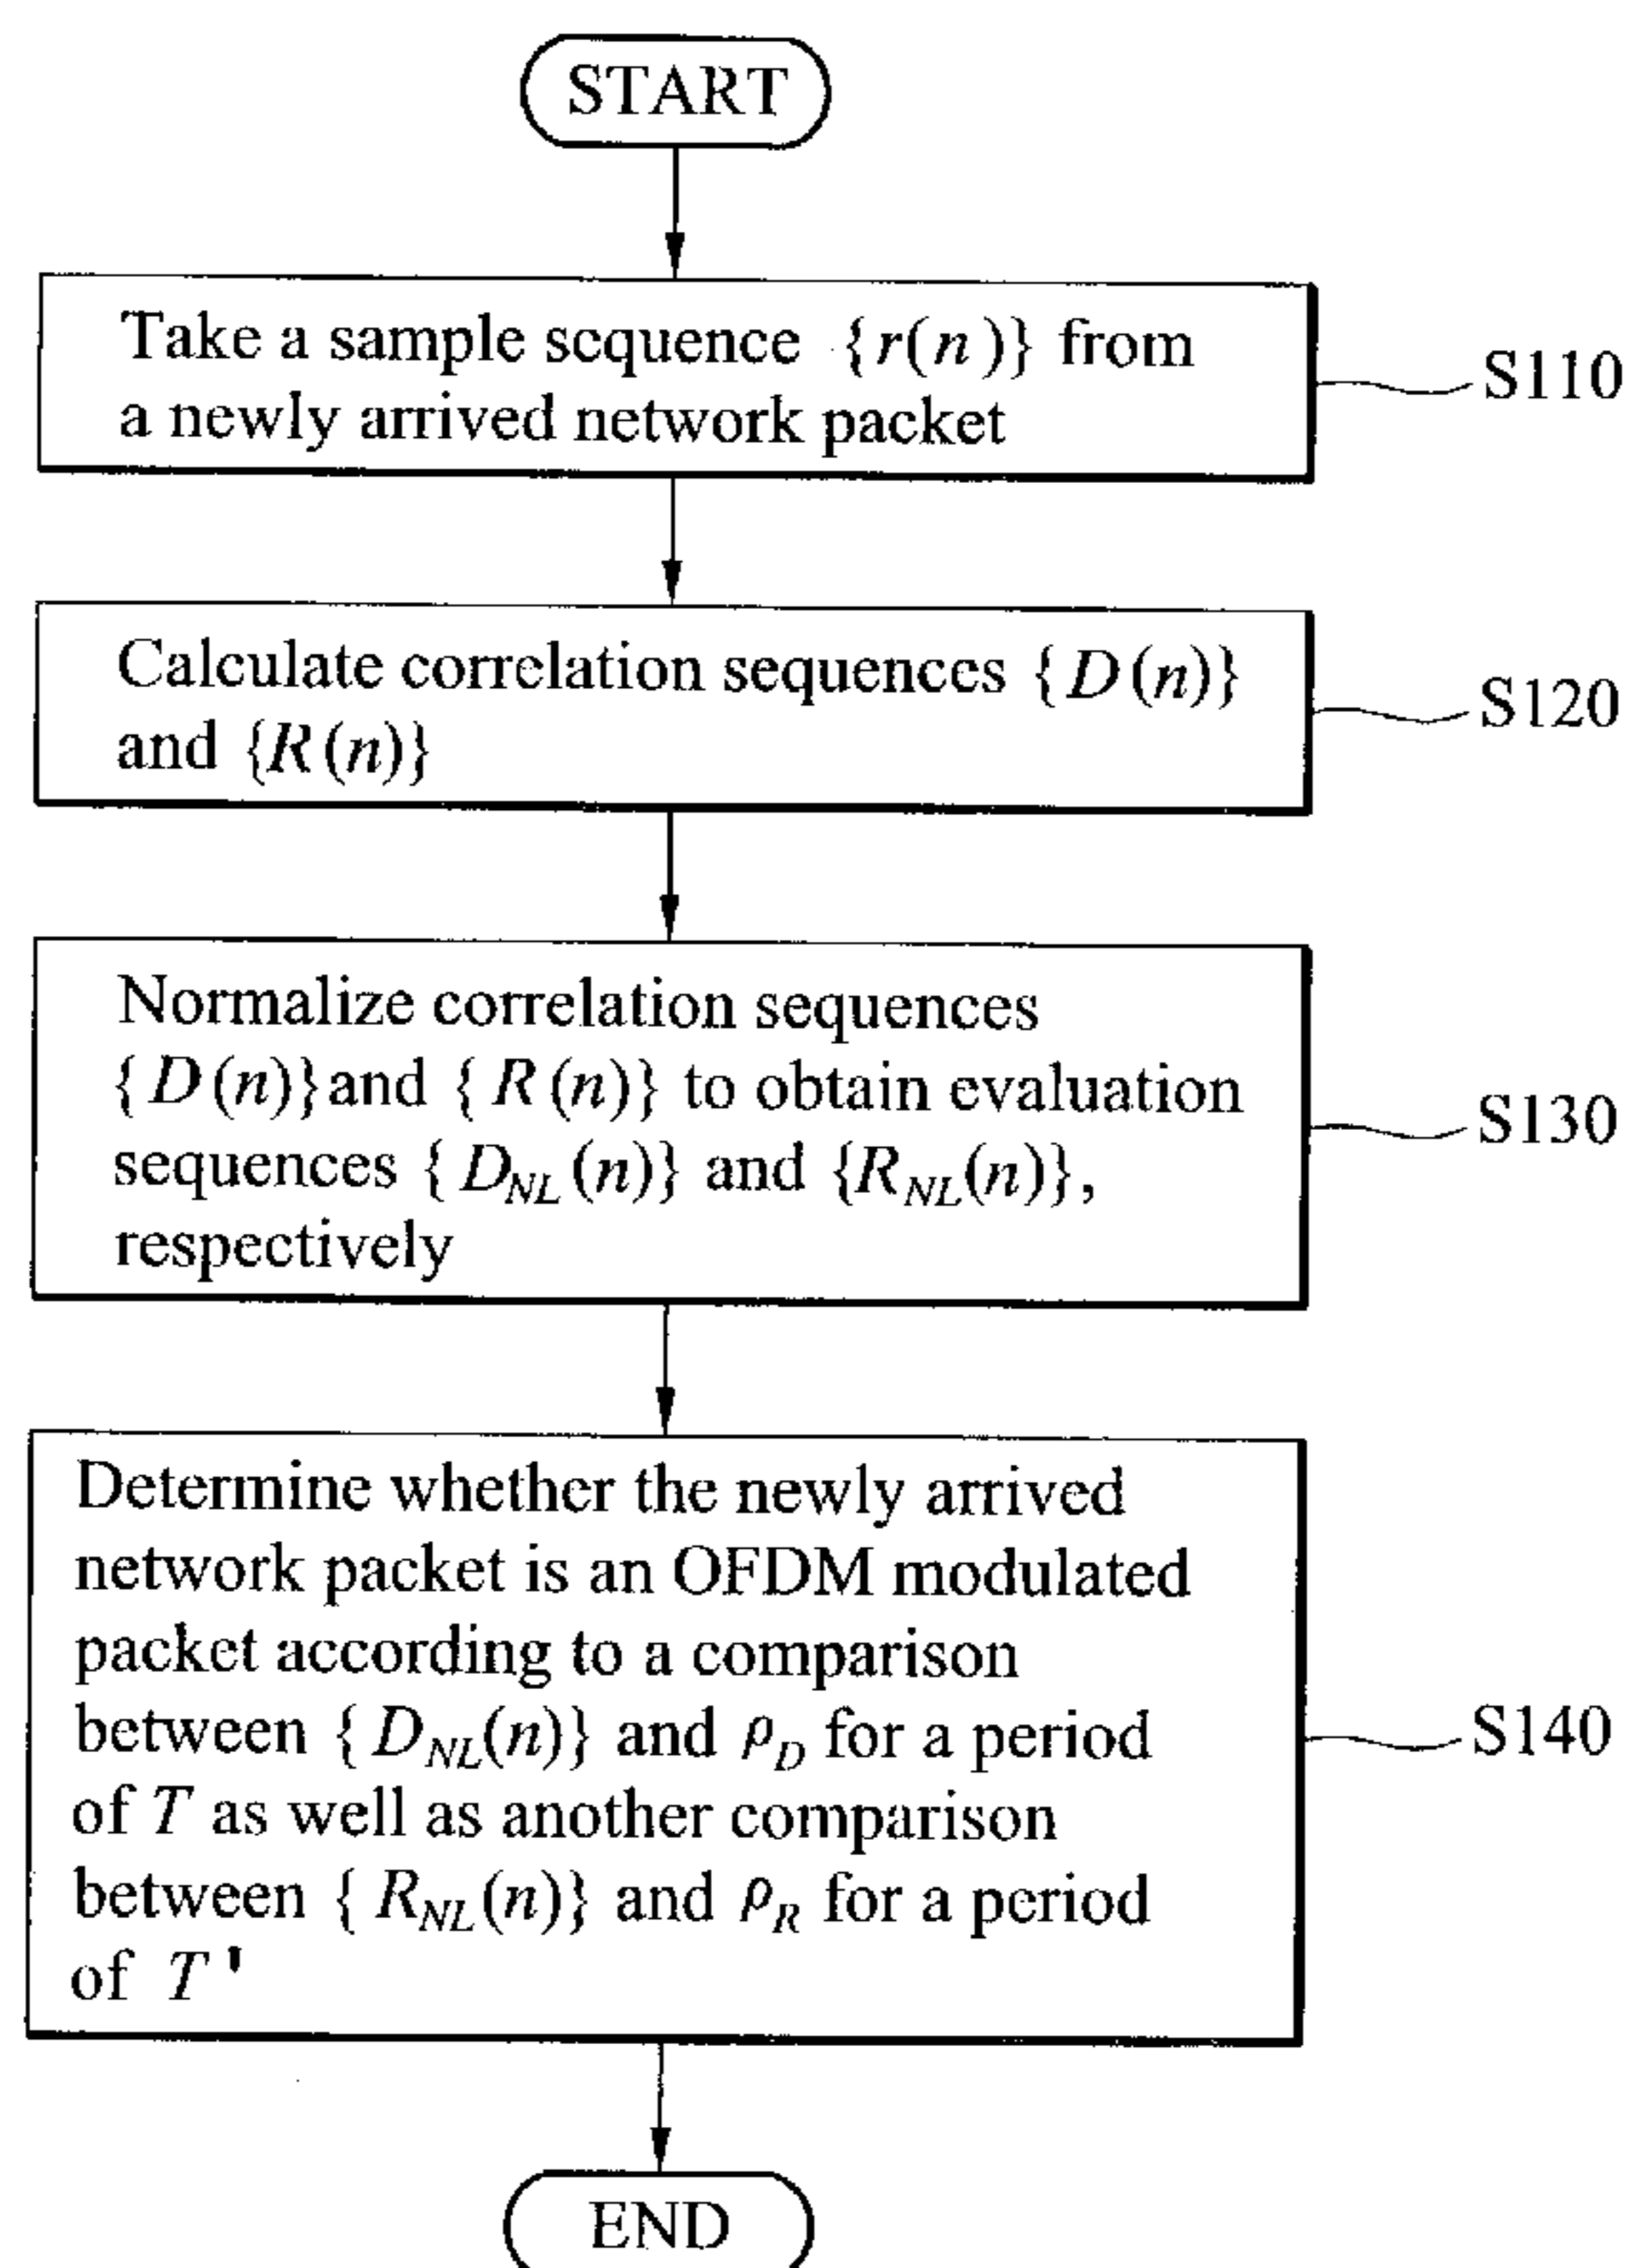 START
Take a sample sequence {r(n)} from
a newly arrived network packet
S110
Calculate correlation sequences {D(n)}
and {R(n)}
S120
Normalize correlation sequences
{D(n)} and {R(n)} to obtain evaluation
sequences {D_NL(n)} and {R_NL(n)},
respectively
S130
Determine whether the newly arrived
network packet is an OFDM modulated
packet according to a comparison
between {D_NL(n)} and ρ_D for a period
of T as well as another comparison
between {R_NL(n)} and ρ_R for a period
of T'
S140
END